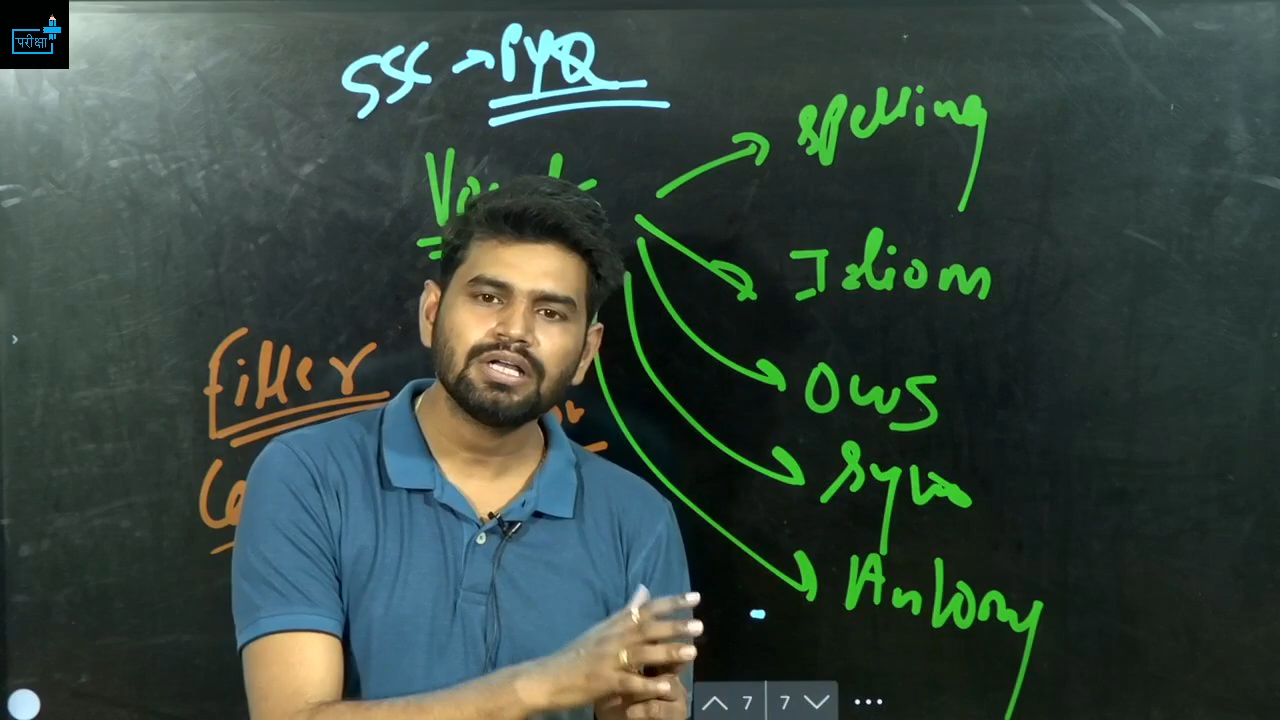 परीक्षा
SSC → PYQ
Spelling
Idiom
OWS
Syno
Antony
Filler
7 7